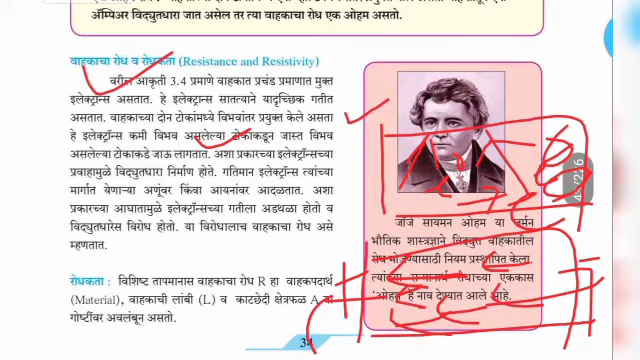 अ‍ॅम्पिअर विद्युतधारा जात असेल तर त्या वाहकाचा रोध एक ओहम असतो.
वाहकाचा रोध व रोधकता (Resistance and Resistivity)
वरील आकृती 3.4 प्रमाणे वाहकात प्रचंड प्रमाणात मुक्त
इलेक्ट्रॉन्स असतात. हे इलेक्ट्रॉन्स सातत्याने यादृच्छिक गतीत
असतात. वाहकाच्या दोन टोकांमध्ये विभवांतर प्रयुक्त केले असता
हे इलेक्ट्रॉन्स कमी विभव असलेल्या टोकाकडून जास्त विभव
असलेल्या टोकाकडे जाऊ लागतात. अशा प्रकारच्या इलेक्ट्रॉन्सच्या
प्रवाहामुळे विद्युतधारा निर्माण होते. गतिमान इलेक्ट्रॉन्स त्यांच्या
मार्गात येणाऱ्या अणूंवर किंवा आयनांवर आदळतात. अशा
प्रकारच्या आघातामुळे इलेक्ट्रॉन्सच्या गतीला अडथळा होतो व
विद्युतधारेस विरोध होतो. या विरोधालाच वाहकाचा रोध असे
म्हणतात.
रोधकता : विशिष्ट तापमानास वाहकाचा रोध R हा वाहकपदार्थ
(Material), वाहकाची लांबी (L) व काटछेदी क्षेत्रफळ A या
गोष्टींवर अवलंबून असतो.
जॉर्ज सायमन ओहम या जर्मन
भौतिक शास्त्रज्ञाने विद्युत वाहकातील
रोध मोजण्यासाठी नियम प्रस्थापित केला.
त्यांच्या सन्मानार्थ रोधाच्या एककास
'ओहम' हे नाव देण्यात आले आहे.
34